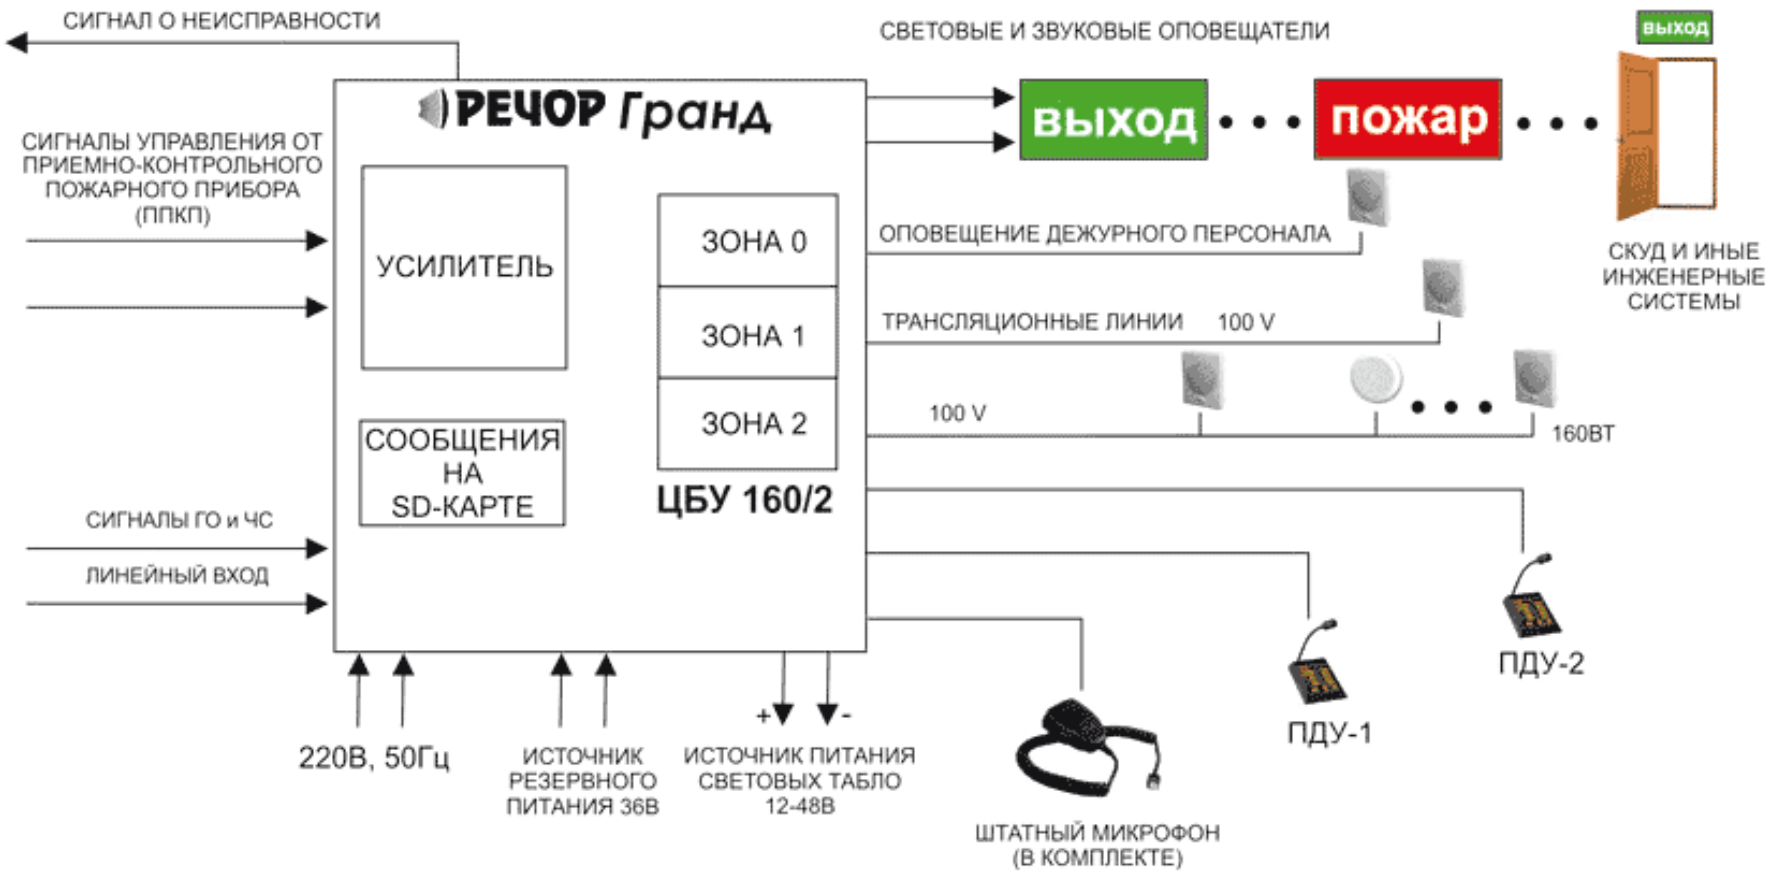 СИГНАЛ О НЕИСПРАВНОСТИ
СВЕТОВЫЕ И ЗВУКОВЫЕ ОПОВЕЩАТЕЛИ
ВЫХОД
РЕЧОР Гранд
ВЫХОД
ПОЖАР
СИГНАЛЫ УПРАВЛЕНИЯ ОТ
ПРИЕМНО-КОНТРОЛЬНОГО
ПОЖАРНОГО ПРИБОРА
(ППКП)
УСИЛИТЕЛЬ
ЗОНА 0
ЗОНА 1
ЗОНА 2
ЦБУ 160/2
СООБЩЕНИЯ
НА
SD-КАРТЕ
ОПОВЕЩЕНИЕ ДЕЖУРНОГО ПЕРСОНАЛА
СКУД И ИНЫЕ
ИНЖЕНЕРНЫЕ
СИСТЕМЫ
ТРАНСЛЯЦИОННЫЕ ЛИНИИ 100 V
100 V
160ВТ
СИГНАЛЫ ГО и ЧС
ЛИНЕЙНЫЙ ВХОД
ПДУ-2
ПДУ-1
+ -
220В, 50Гц
ИСТОЧНИК
РЕЗЕРВНОГО
ПИТАНИЯ 36В
ИСТОЧНИК ПИТАНИЯ
СВЕТОВЫХ ТАБЛО
12-48В
ШТАТНЫЙ МИКРОФОН
(В КОМПЛЕКТЕ)